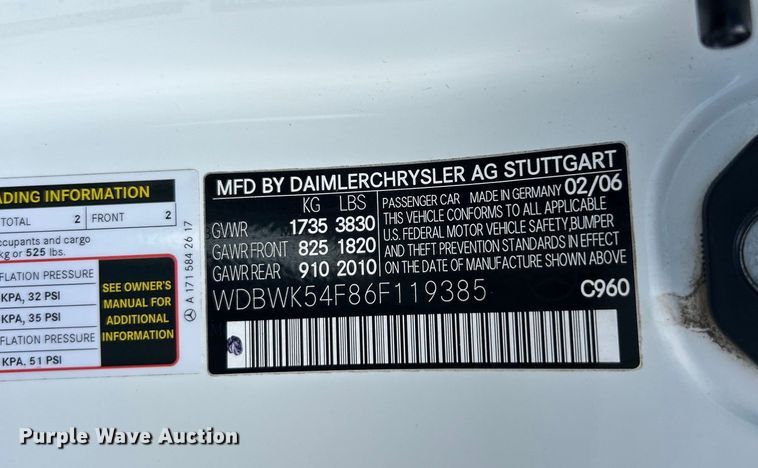 ADING INFORMATION
TOTAL 2 FRONT 2
ccupants and cargo
kg or 525 lbs.
FLATION PRESSURE
KPA, 32 PSI
KPA, 35 PSI
FLATION PRESSURE
KPA, 51 PSI
SEE OWNER'S
MANUAL FOR
ADDITIONAL
INFORMATION
A 171 584 26 17
MFD BY DAIMLERCHRYSLER AG STUTTGART
KG LBS
GVWR 1735 3830
GAWR FRONT 825 1820
GAWR REAR 910 2010
PASSENGER CAR MADE IN GERMANY 02/06
THIS VEHICLE CONFORMS TO ALL APPLICABLE
U.S. FEDERAL MOTOR VEHICLE SAFETY, BUMPER
AND THEFT PREVENTION STANDARDS IN EFFECT
ON THE DATE OF MANUFACTURE SHOWN ABOVE.
WDBWK54F86F119385 C960
Purple Wave Auction